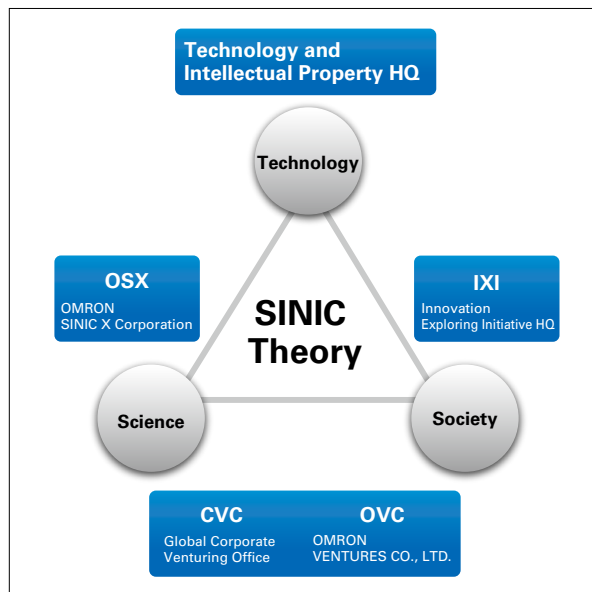 Technology and
Intellectual Property HQ
Technology
OSX
OMRON
SINIC X Corporation
IXI
Innovation
Exploring Initiative HQ
SINIC
Theory
Science
Society
CVC
Global Corporate
Venturing Office
OVC
OMRON
VENTURES CO., LTD.